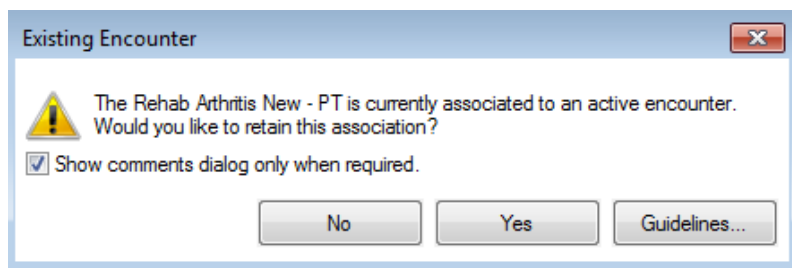 Existing Encounter
The Rehab Arthritis New - PT is currently associated to an active encounter.
Would you like to retain this association?
Show comments dialog only when required.
No
Yes
Guidelines...